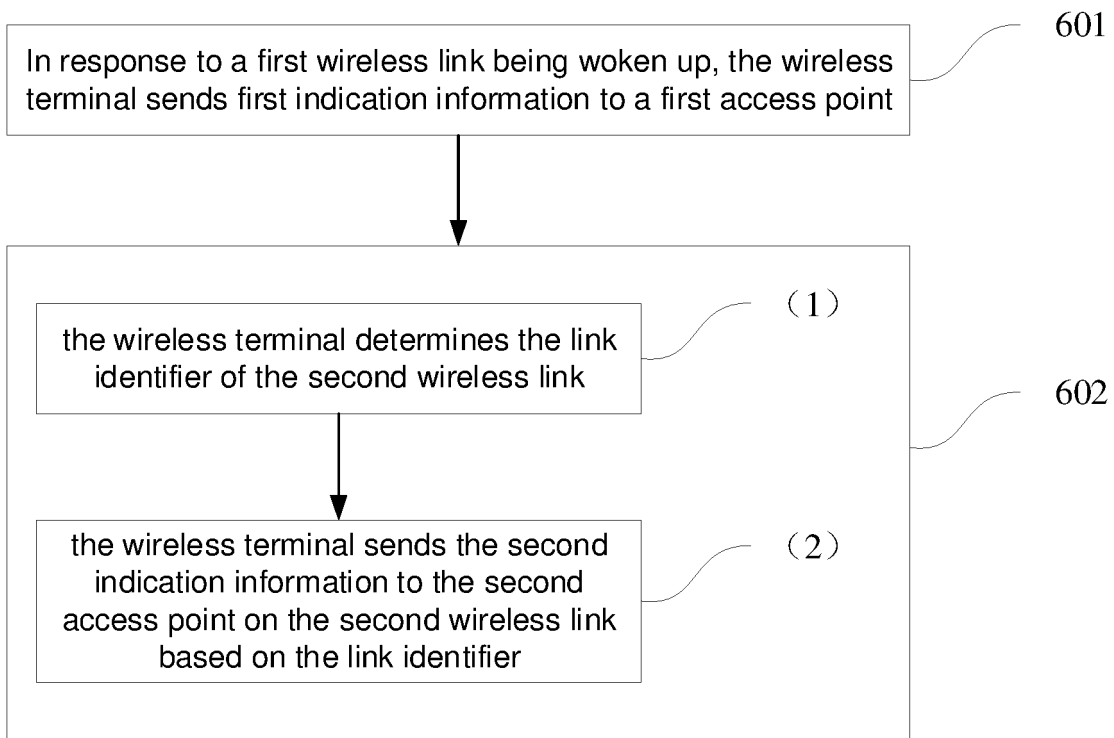 601
In response to a first wireless link being woken up, the wireless
terminal sends first indication information to a first access point
（1）
the wireless terminal determines the link
identifier of the second wireless link
602
（2）
the wireless terminal sends the second
indication information to the second
access point on the second wireless link
based on the link identifier